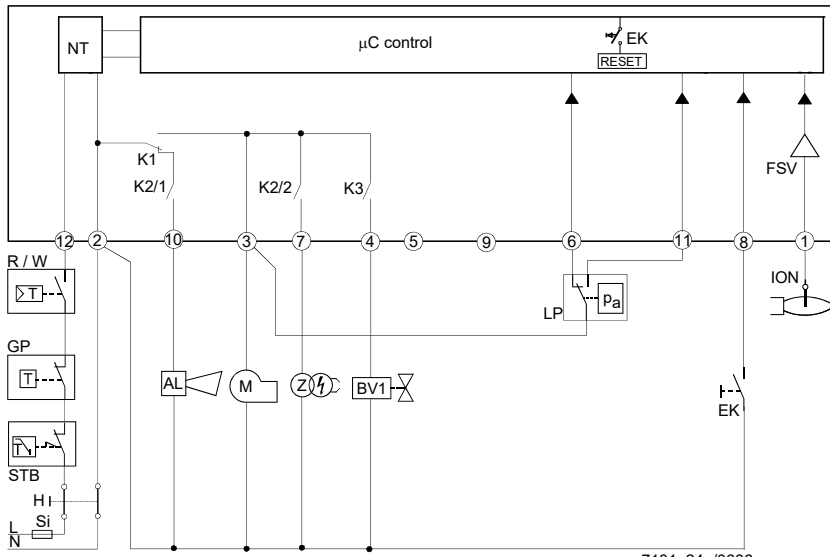 NT
µC control
EK
RESET
K1
FSV
K2/1
K2/2
K3
12
2
10
3
7
4
5
9
6
11
8
1
R / W
T
ION
LP
pa
GP
T
AL
M
Z
BV1
EK
T
STB
H
Si
L
N